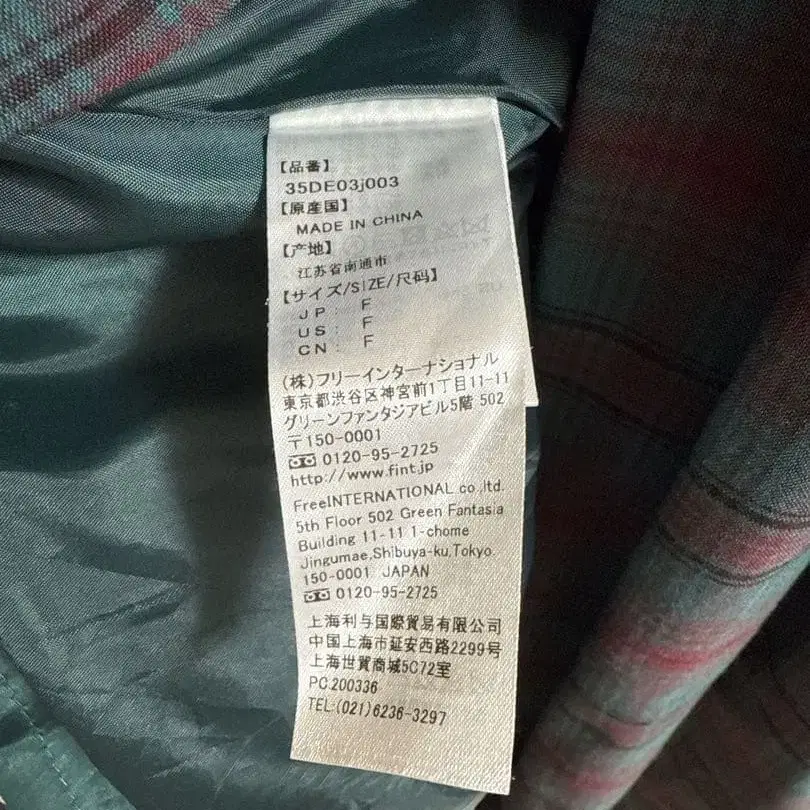 【品番】
35DE03j003
【原産国】
MADE IN CHINA
【产地】
江苏省南通市
【サイズ/SIZE/尺码】
JP: F
US: F
CN: F
(株)フリーインターナショナル
東京都渋谷区神宮前1丁目11-11
グリーンファンタジアビル5階 502
〒150-0001
0120-95-2725
http://www.fint.jp
FreeINTERNATIONAL co.,ltd.
5th Floor 502 Green Fantasia
Building 11-11 1-chome
Jingumae,Shibuya-ku,Tokyo.
150-0001 JAPAN
0120-95-2725
上海利与国際貿易有限公司
中国上海市延安西路2299号
上海世貿商城5C72室
PC.200336
TEL:(021)6236-3297